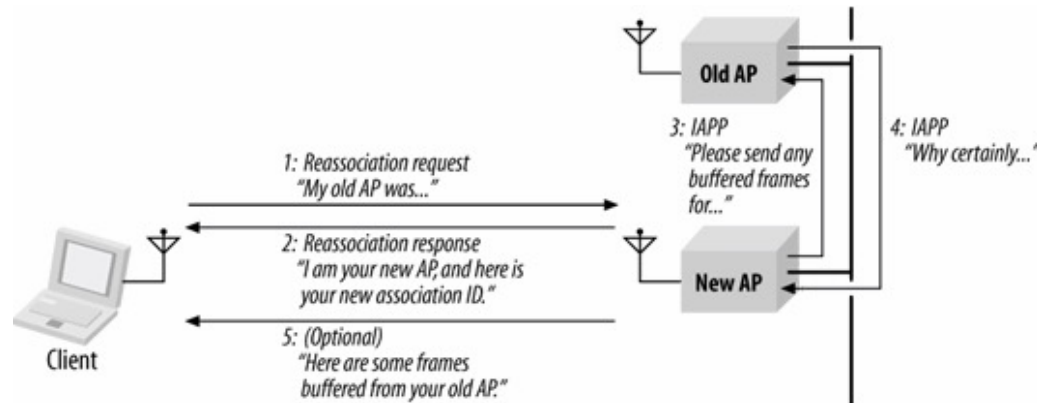 Old AP
3: IAPP
"Please send any
buffered frames
for..."
4: IAPP
"Why certainly..."
1: Reassociation request
"My old AP was..."
2: Reassociation response
"I am your new AP, and here is
your new association ID."
New AP
5: (Optional)
"Here are some frames
buffered from your old AP."
Client